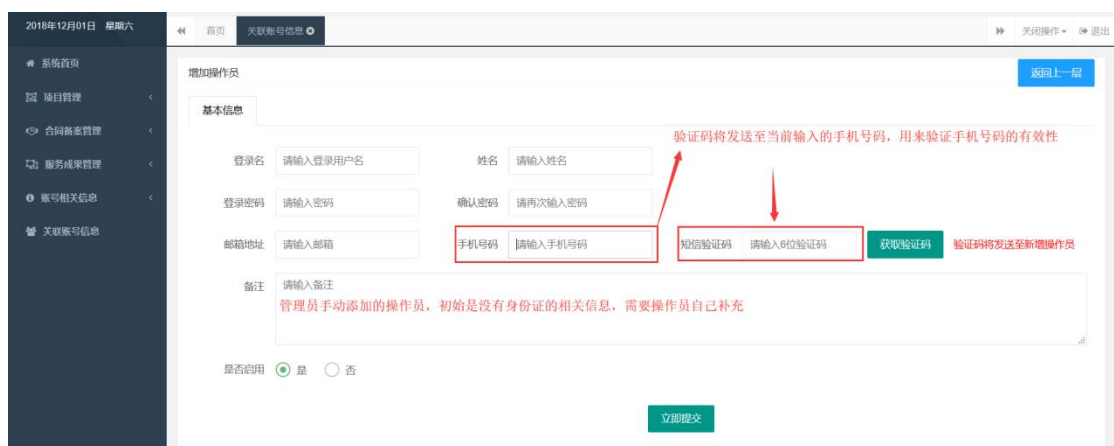 2018年12月01日 星期六
首页 关联账号信息
关闭操作 退出
系统首页
项目管理
合同备案管理
服务成果管理
账号相关信息
关联账号信息
增加操作员
返回上一层
基本信息
验证码将发送至当前输入的手机号码，用来验证手机号码的有效性
登录名 请输入登录用户名 姓名 请输入姓名
登录密码 请输入密码 确认密码 请再次输入密码
邮箱地址 请输入邮箱 手机号码 请输入手机号码 短信验证码 请输入6位验证码 获取验证码 验证码将发送至新增操作员
备注 请输入备注
管理员手动添加的操作员，初始是没有身份证的相关信息，需要操作员自己补充
是否启用 是 否
立即提交